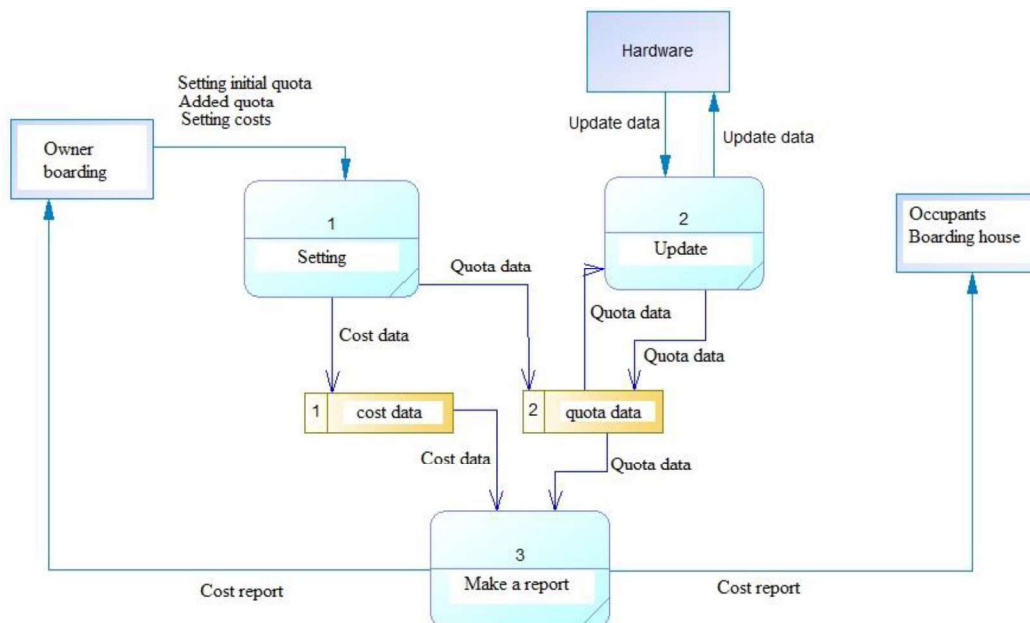 Hardware
Setting initial quota
Added quota
Setting costs
Update data
Update data
Owner
boarding
1
Setting
2
Update
Occupants
Boarding house
Quota data
Quota data
Cost data
Quota data
1
cost data
2
quota data
Cost data
Quota data
3
Make a report
Cost report
Cost report